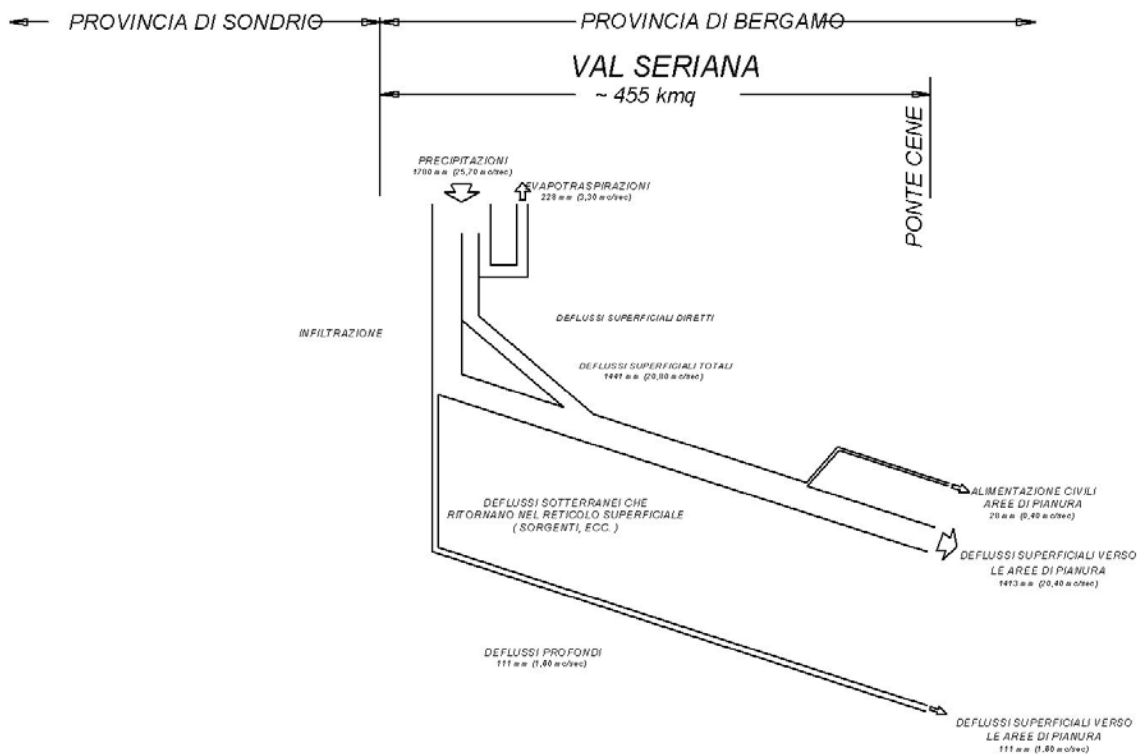 PROVINCIA DI SONDRIO
PROVINCIA DI BERGAMO
VAL SERIANA
~ 455 kmq
PONTE CENE
PRECIPITAZIONI
1780 mm (25,70 mc/sec)
EVAPOTRASPIRAZIONI
228 mm (3,30 mc/sec)
INFILTRAZIONE
DEFLUSSI SUPERFICIALI DIRETTI
DEFLUSSI SUPERFICIALI TOTALI
1441 mm (20,80 mc/sec)
DEFLUSSI SOTTERRANEI CHE
RITORNANO NEL RETICOLO SUPERFICIALE
( SORGENTI, ECC. )
ALIMENTAZIONE CIVILI
AREE DI PIANURA
28 mm (0,40 mc/sec)
DEFLUSSI SUPERFICIALI VERSO
LE AREE DI PIANURA
1413 mm (20,40 mc/sec)
DEFLUSSI PROFONDI
111 mm (1,60 mc/sec)
DEFLUSSI SUPERFICIALI VERSO
LE AREE DI PIANURA
111 mm (1,60 mc/sec)